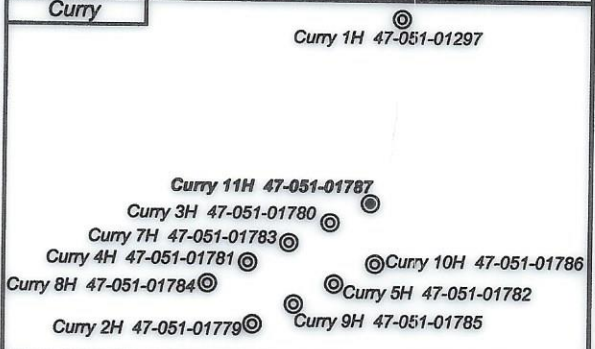 Curry
Curry 1H 47-051-01297
Curry 11H 47-051-01787
Curry 3H 47-051-01780
Curry 7H 47-051-01783
Curry 4H 47-051-01781
Curry 10H 47-051-01786
Curry 8H 47-051-01784
Curry 5H 47-051-01782
Curry 9H 47-051-01785
Curry 2H 47-051-01779